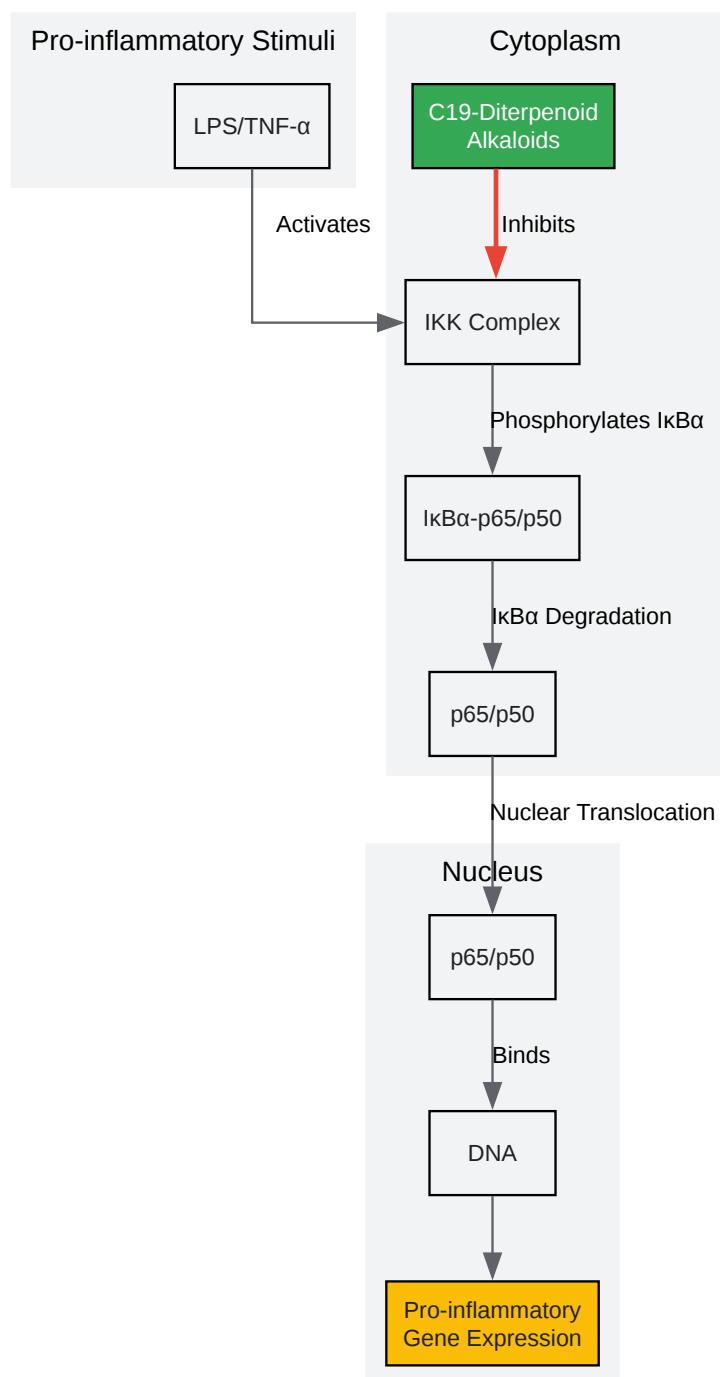 Pro-inflammatory Stimuli
Cytoplasm
LPS/TNF-α
C19-Diterpenoid
Alkaloids
Activates
Inhibits
IKK Complex
Phosphorylates IκBα
IκBα-p65/p50
IκBα Degradation
p65/p50
Nuclear Translocation
Nucleus
p65/p50
Binds
DNA
Pro-inflammatory
Gene Expression